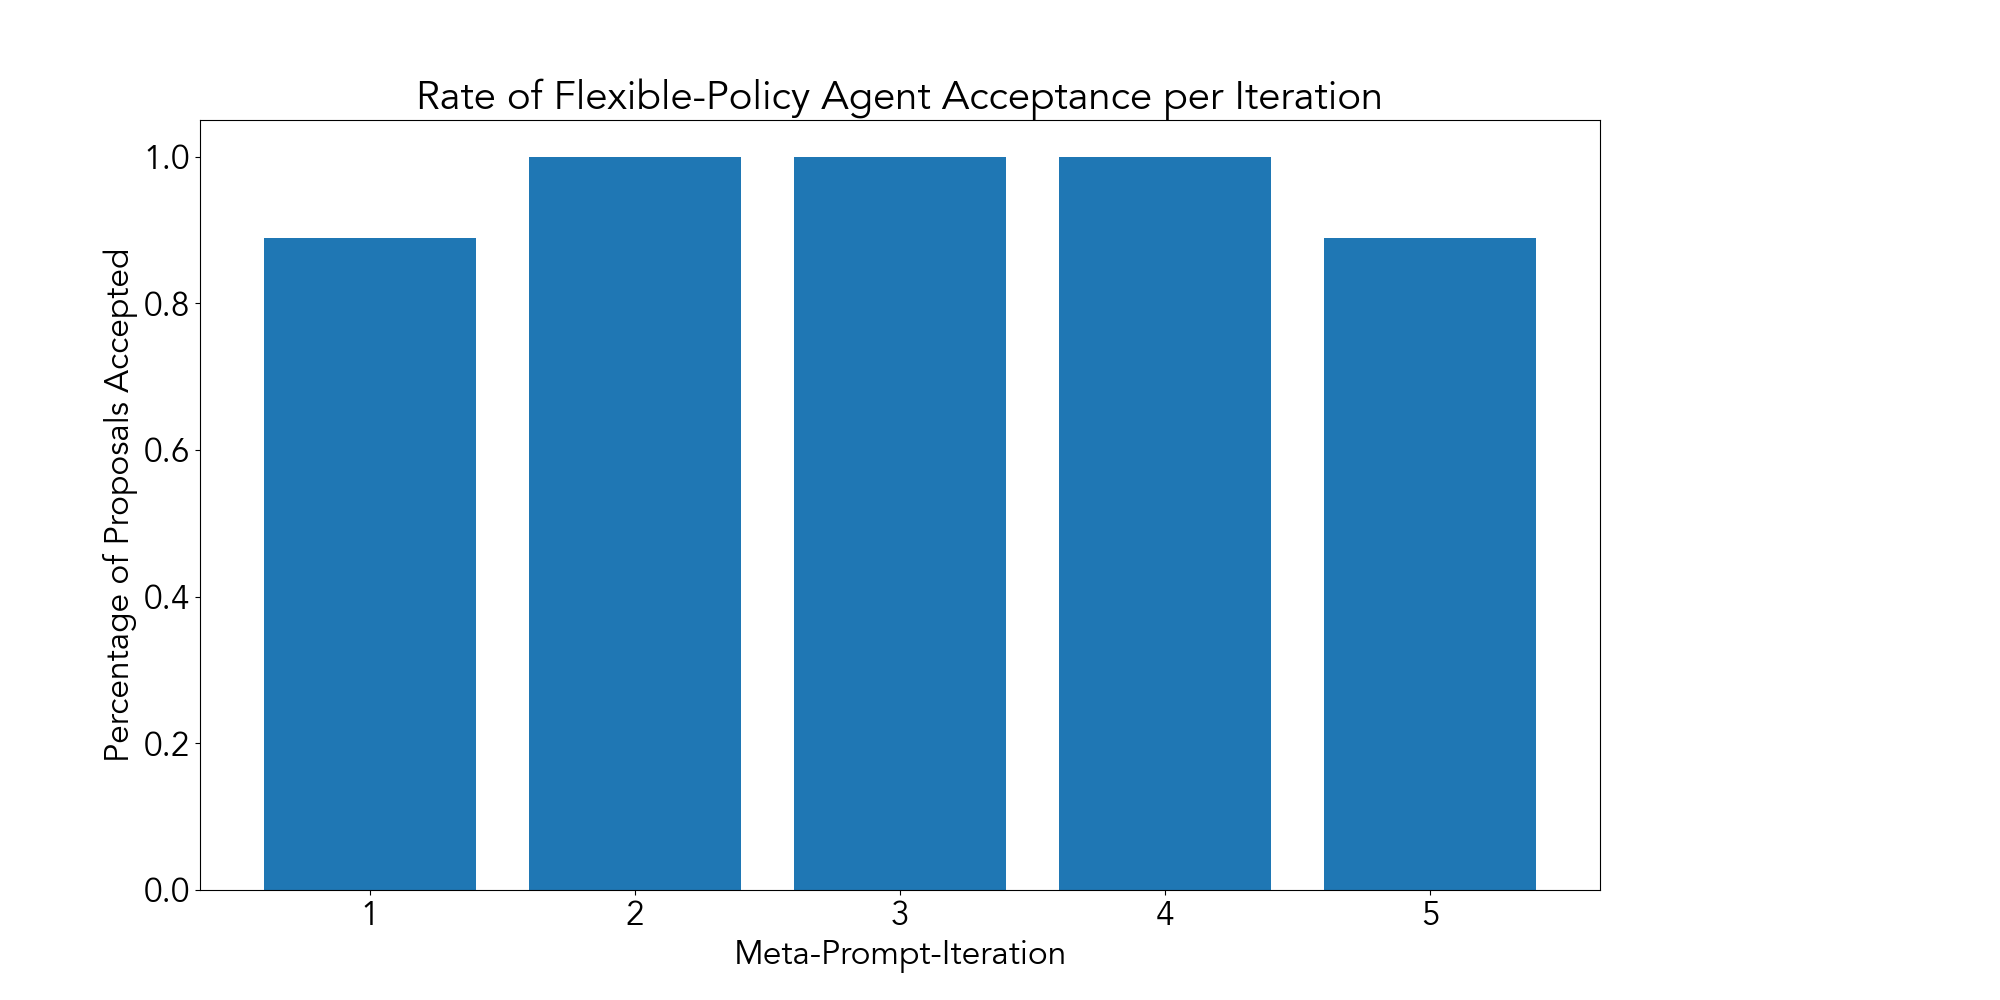 Rate of Flexible-Policy Agent Acceptance per Iteration
Percentage of Proposals Accepted
1.0
0.8
0.6
0.4
0.2
0.0
1 2 3 4 5
Meta-Prompt-Iteration